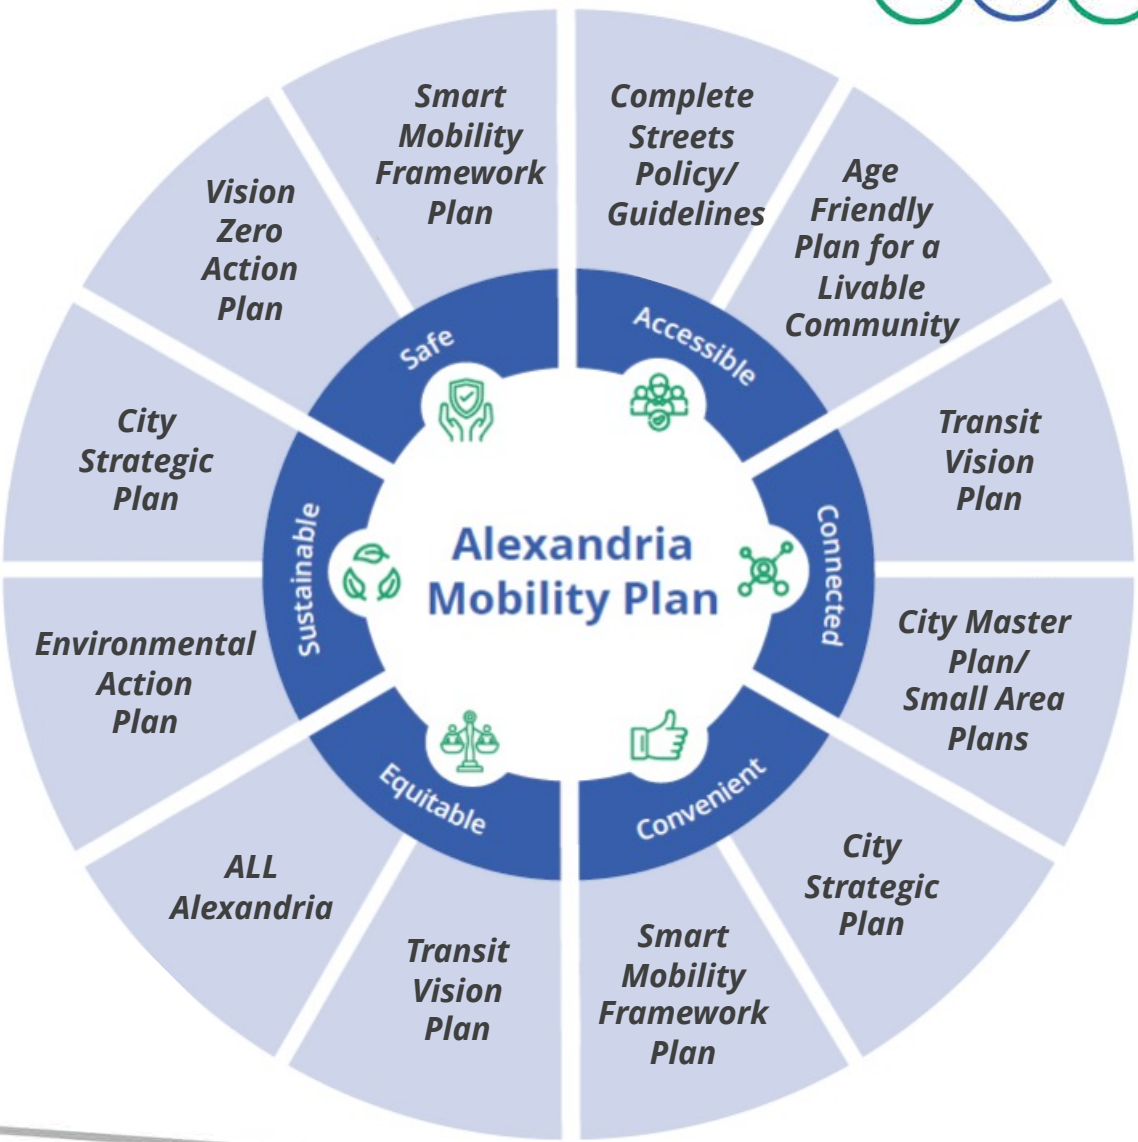 Smart
Mobility
Framework
Plan
Complete
Streets
Policy/
Guidelines
Age
Friendly
Plan for a
Livable
Community
Transit
Vision
Plan
City Master
Plan/
Small Area
Plans
City
Strategic
Plan
Smart
Mobility
Framework
Plan
Transit
Vision
Plan
ALL
Alexandria
Environmental
Action
Plan
City
Strategic
Plan
Vision
Zero
Action
Plan
Safe
Accessible
Connected
Convenient
Equitable
Sustainable
Alexandria
Mobility Plan